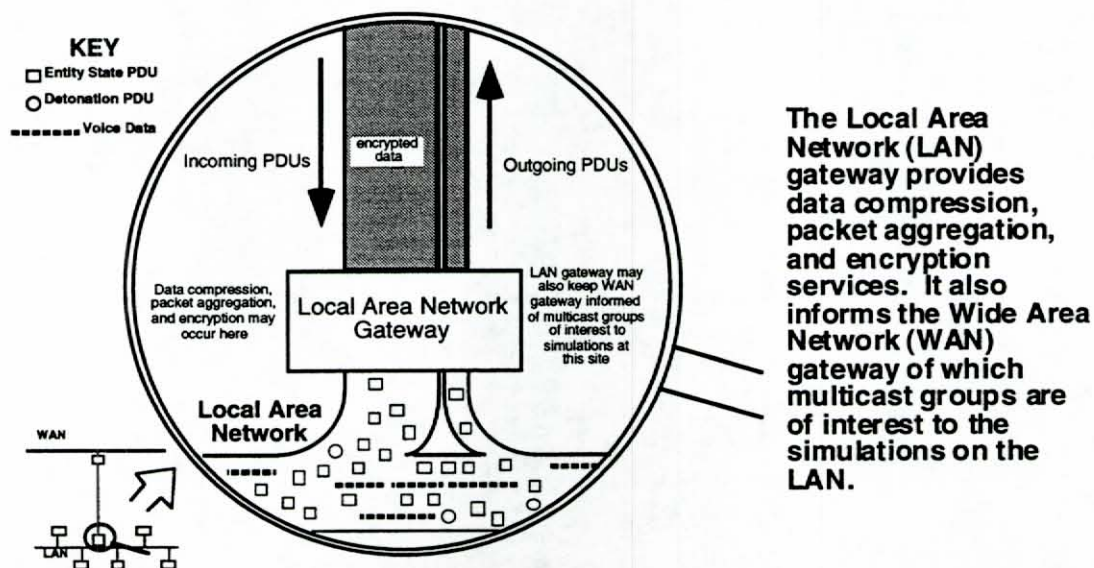 KEY
Entity State PDU
Detonation PDU
Voice Data
Incoming PDUs
encrypted
data
Outgoing PDUs
Data compression,
packet aggregation,
and encryption may
occur here
Local Area Network
Gateway
LAN gateway may
also keep WAN
gateway informed
of multicast groups
of interest to
simulations at
this site
Local Area
Network
WAN
LAN
The Local Area
Network (LAN)
gateway provides
data compression,
packet aggregation,
and encryption
services. It also
informs the Wide Area
Network (WAN)
gateway of which
multicast groups are
of interest to the
simulations on the
LAN.